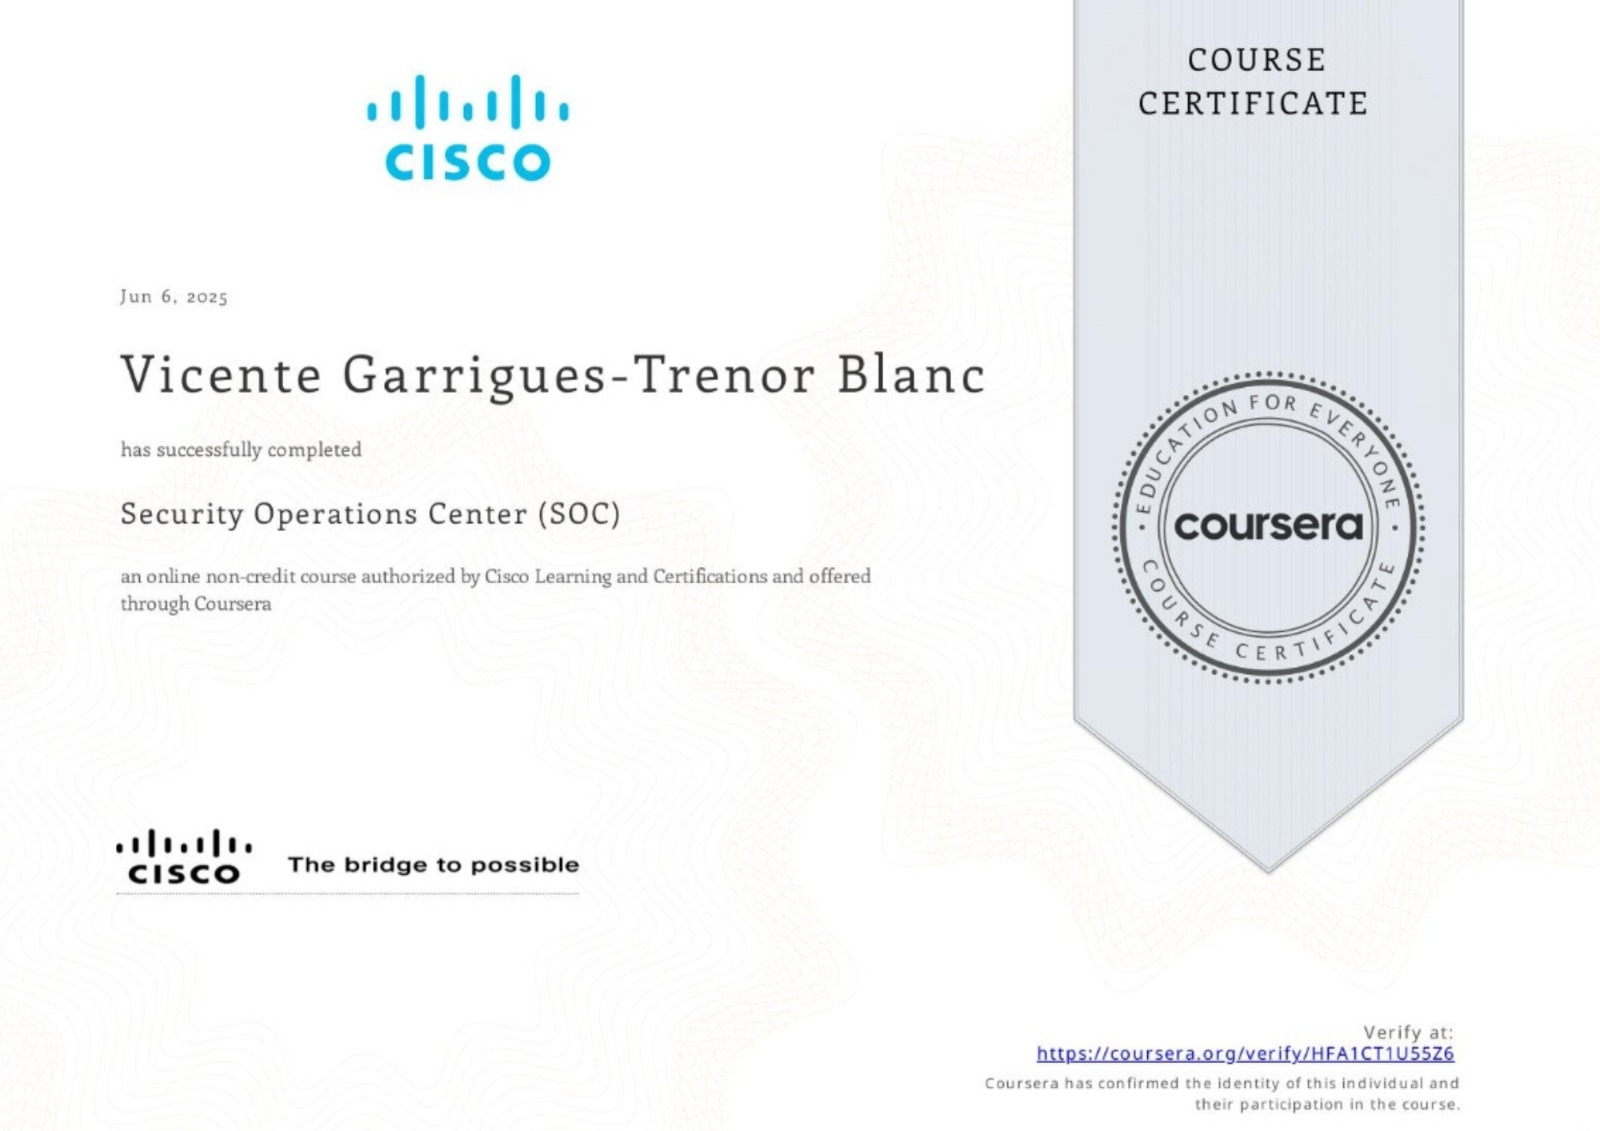 CISCO
COURSE
CERTIFICATE
Jun 6, 2025
Vicente Garrigues-Trenor Blanc
has successfully completed
Security Operations Center (SOC)
an online non-credit course authorized by Cisco Learning and Certifications and offered
through Coursera
EDUCATION FOR EVERYONE
coursera
COURSE CERTIFICATE
CISCO The bridge to possible
Verify at:
https://coursera.org/verify/HFA1CT1U55Z6
Coursera has confirmed the identity of this individual and
their participation in the course.